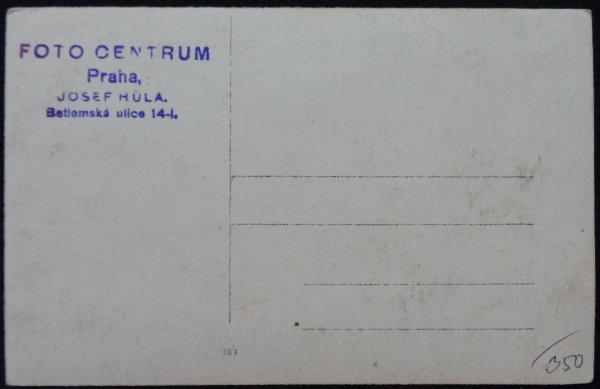 FOTO CENTRUM
Praha,
JOSEF HŮLA.
Betlemská ulice 14-I.
350